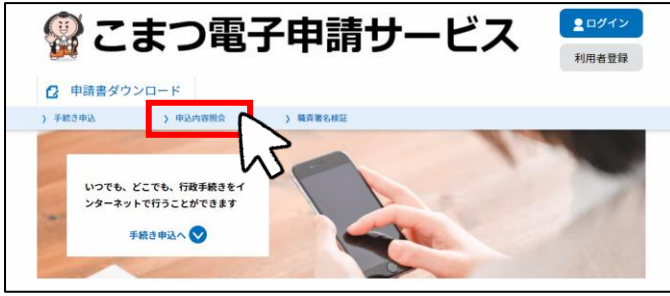 こまつ電子申請サービス
ログイン
利用者登録
申請書ダウンロード
手続き申込
申込内容照会
職責署名検証
いつでも、どこでも、行政手続きをイ
ンターネットで行うことができます
手続き申込へ